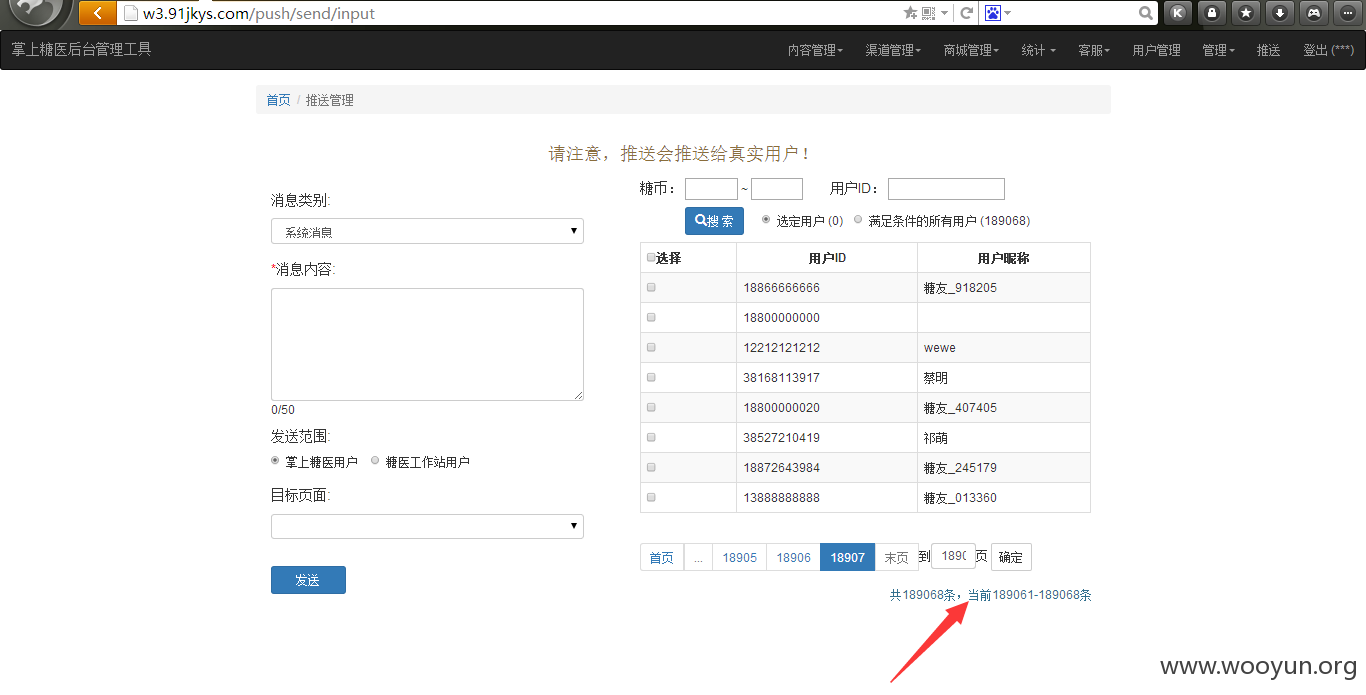 w3.91jkys.com/push/send/input
掌上糖医后台管理工具 内容管理 渠道管理 商城管理 统计 客服 用户管理 管理 推送 登出 (***)
首页 / 推送管理
请注意，推送会推送给真实用户！
消息类别:
系统消息
*消息内容:
0/50
发送范围:
掌上糖医用户 糖医工作站用户
目标页面:
发送
糖币： ~ 用户ID：
搜 索 选定用户 (0) 满足条件的所有用户 (189068)
选择 用户ID 用户昵称
18866666666 糖友_918205
18800000000
12212121212 wewe
38168113917 蔡明
18800000020 糖友_407405
38527210419 祁萌
18872643984 糖友_245179
13888888888 糖友_013360
首页 ... 18905 18906 18907 末页 到 1890 页 确定
共189068条，当前189061-189068条
www.wooyun.org